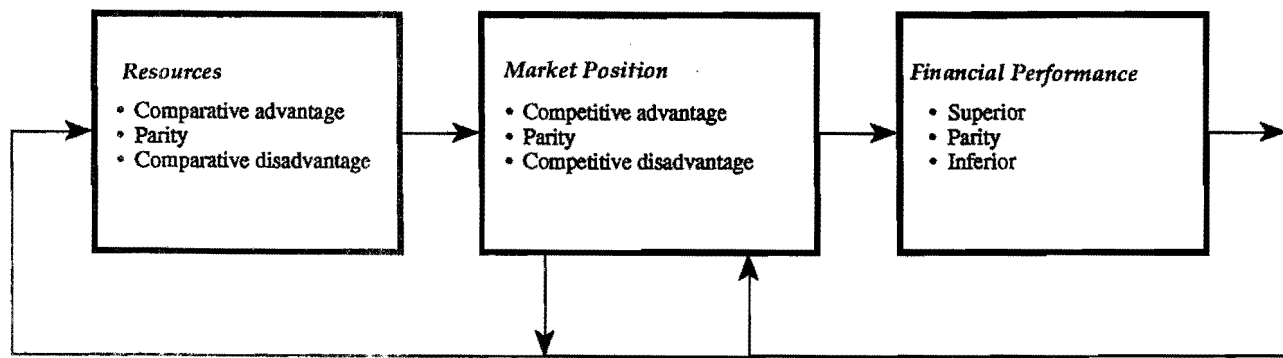 Resources
• Comparative advantage
• Parity
• Comparative disadvantage
Market Position
• Competitive advantage
• Parity
• Competitive disadvantage
Financial Performance
• Superior
• Parity
• Inferior